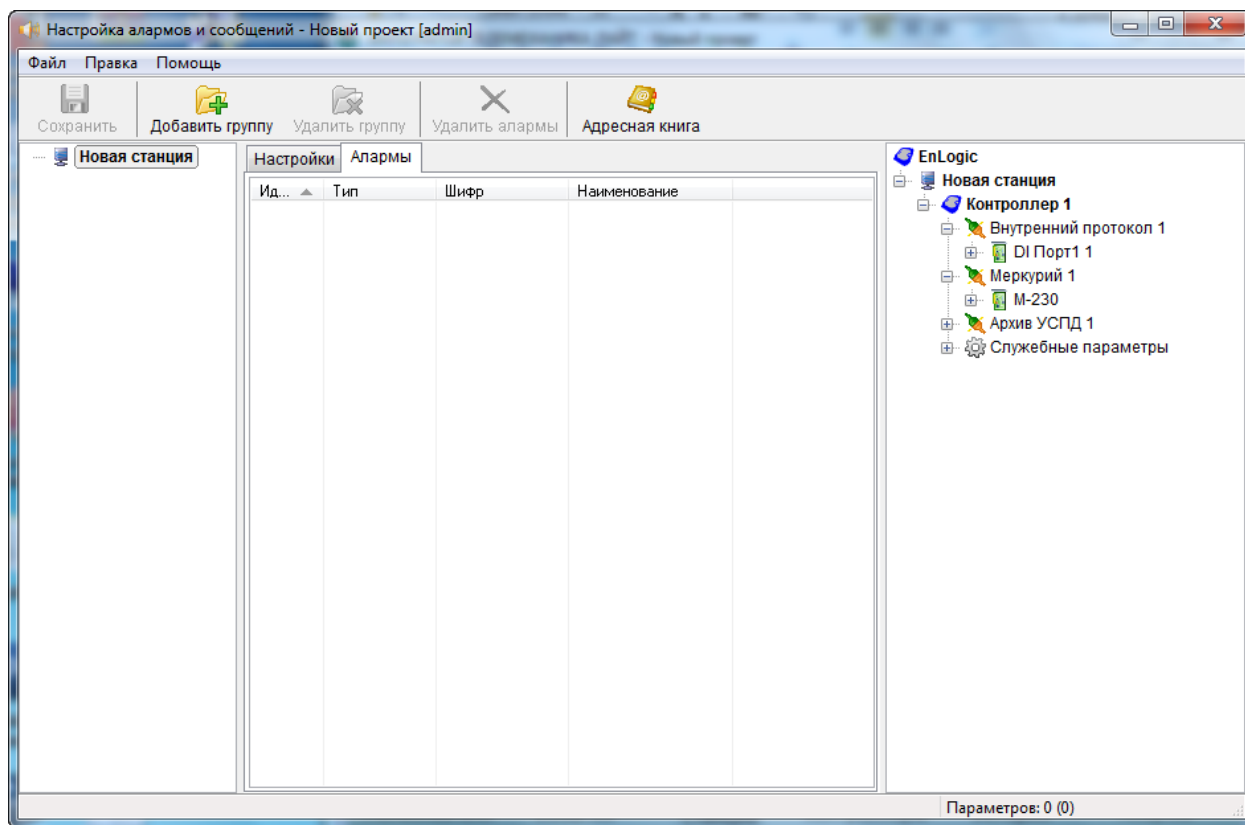 Настройка алармов и сообщений - Новый проект [admin]
Файл Правка Помощь
Сохранить Добавить группу Удалить группу Удалить алармы Адресная книга
Новая станция
Настройки Алармы
Ид... Тип Шифр Наименование
EnLogic
Новая станция
Контроллер 1
Внутренний протокол 1
DI Порт1 1
Меркурий 1
М-230
Архив УСПД 1
Служебные параметры
Параметров: 0 (0)